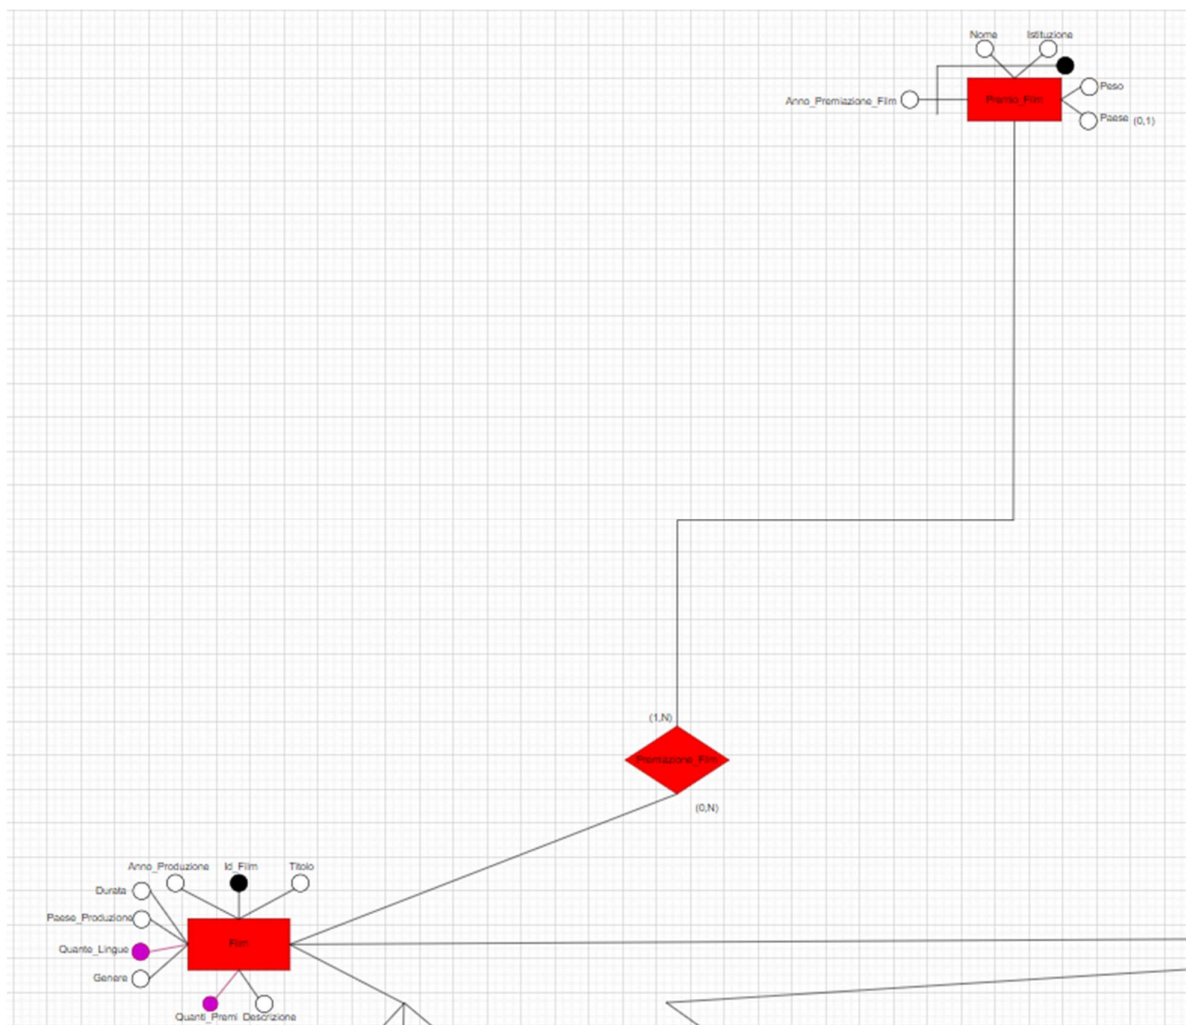 Nome
Istituzione
Anno_Premiazione_Film
Premio_Film
Peso
Paese (0,1)
(1,N)
Premiazione_Film
(0,N)
Anno_Produzione
Id_Film
Titolo
Durata
Paese_Produzione
Quante_Lingue
Film
Genere
Quanti_Premi
Descrizione